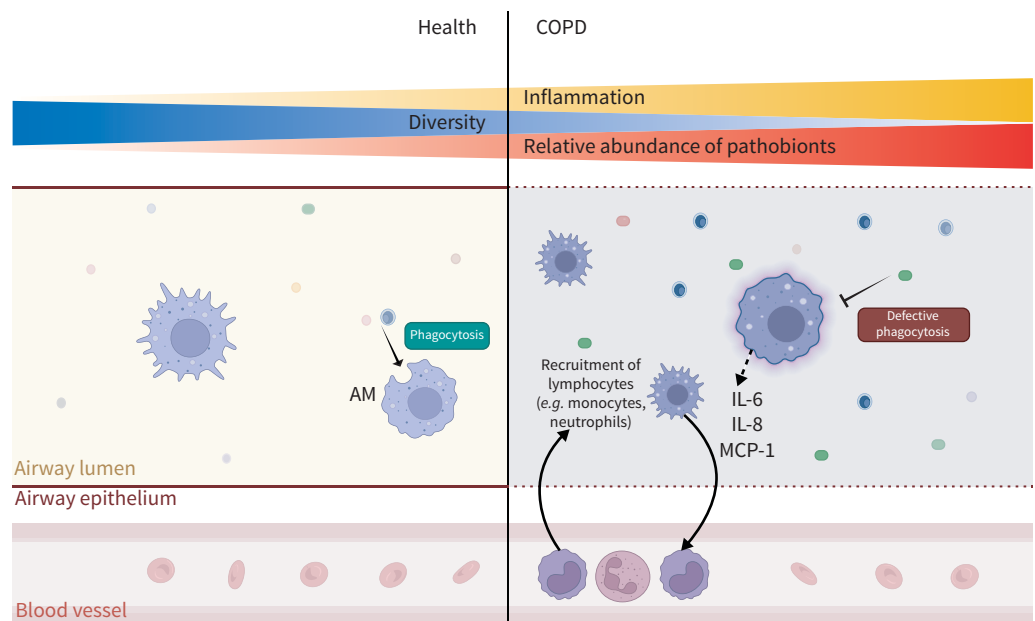 Health
COPD
Inflammation
Diversity
Relative abundance of pathobionts
Phagocytosis
AM
Airway lumen
Airway epithelium
Blood vessel
Defective
phagocytosis
Recruitment of
lymphocytes
(e.g. monocytes,
neutrophils)
IL-6
IL-8
MCP-1